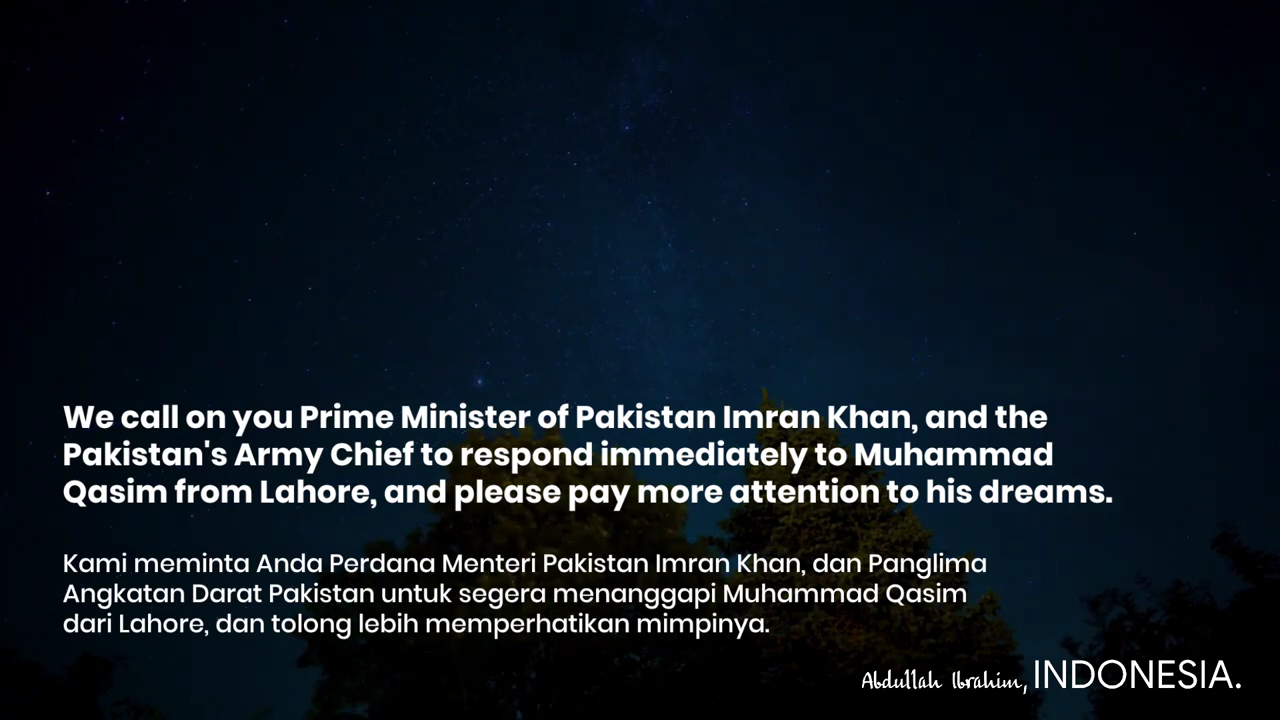 We call on you Prime Minister of Pakistan Imran Khan, and the
Pakistan's Army Chief to respond immediately to Muhammad
Qasim from Lahore, and please pay more attention to his dreams.
Kami meminta Anda Perdana Menteri Pakistan Imran Khan, dan Panglima
Angkatan Darat Pakistan untuk segera menanggapi Muhammad Qasim
dari Lahore, dan tolong lebih memperhatikan mimpinya.
Abdullah Ibrahim, INDONESIA.